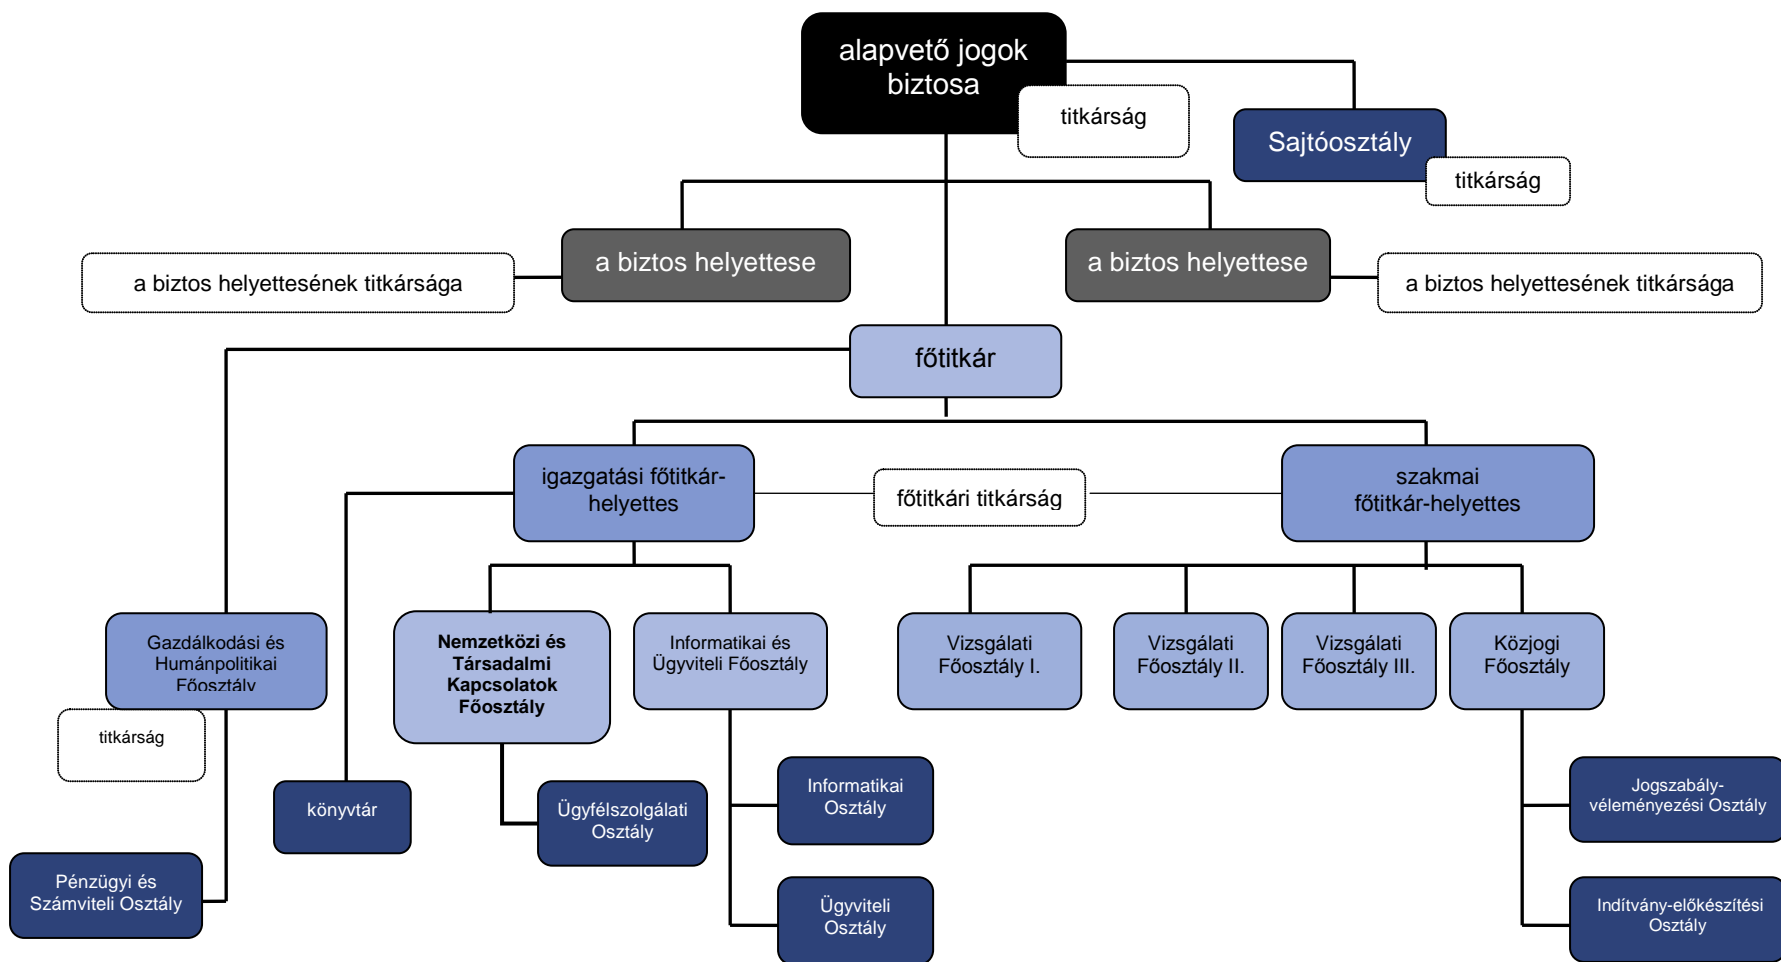 alapvető jogok
biztosa
titkárság
Sajtóosztály
titkárság
a biztos helyettese
a biztos helyettese
a biztos helyettesének titkársága
a biztos helyettesének titkársága
főtitkár
igazgatási főtitkár-
helyettes
főtitkári titkárság
szakmai
főtitkár-helyettes
Gazdálkodási és
Humánpolitikai
Főosztály
titkárság
Nemzetközi és
Társadalmi
Kapcsolatok
Főosztály
Informatikai és
Ügyviteli Főosztály
Vizsgálati
Főosztály I.
Vizsgálati
Főosztály II.
Vizsgálati
Főosztály III.
Közjogi
Főosztály
könyvtár
Ügyfélszolgálati
Osztály
Informatikai
Osztály
Jogszabály-
véleményezési Osztály
Pénzügyi és
Számviteli Osztály
Ügyviteli
Osztály
Indítvány-előkészítési
Osztály